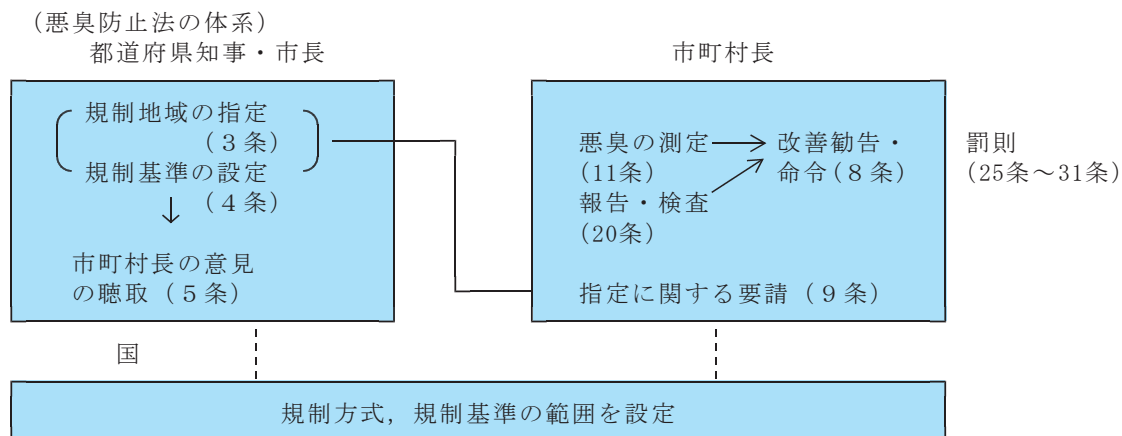 (悪臭防止法の体系)
都道府県知事・市長
規制地域の指定
(3条)
規制基準の設定
(4条)
市町村長の意見
の聴取(5条)
市町村長
悪臭の測定
(11条)
報告・検査
(20条)
改善勧告・
命令(8条)
指定に関する要請(9条)
罰則
(25条~31条)
国
規制方式,規制基準の範囲を設定